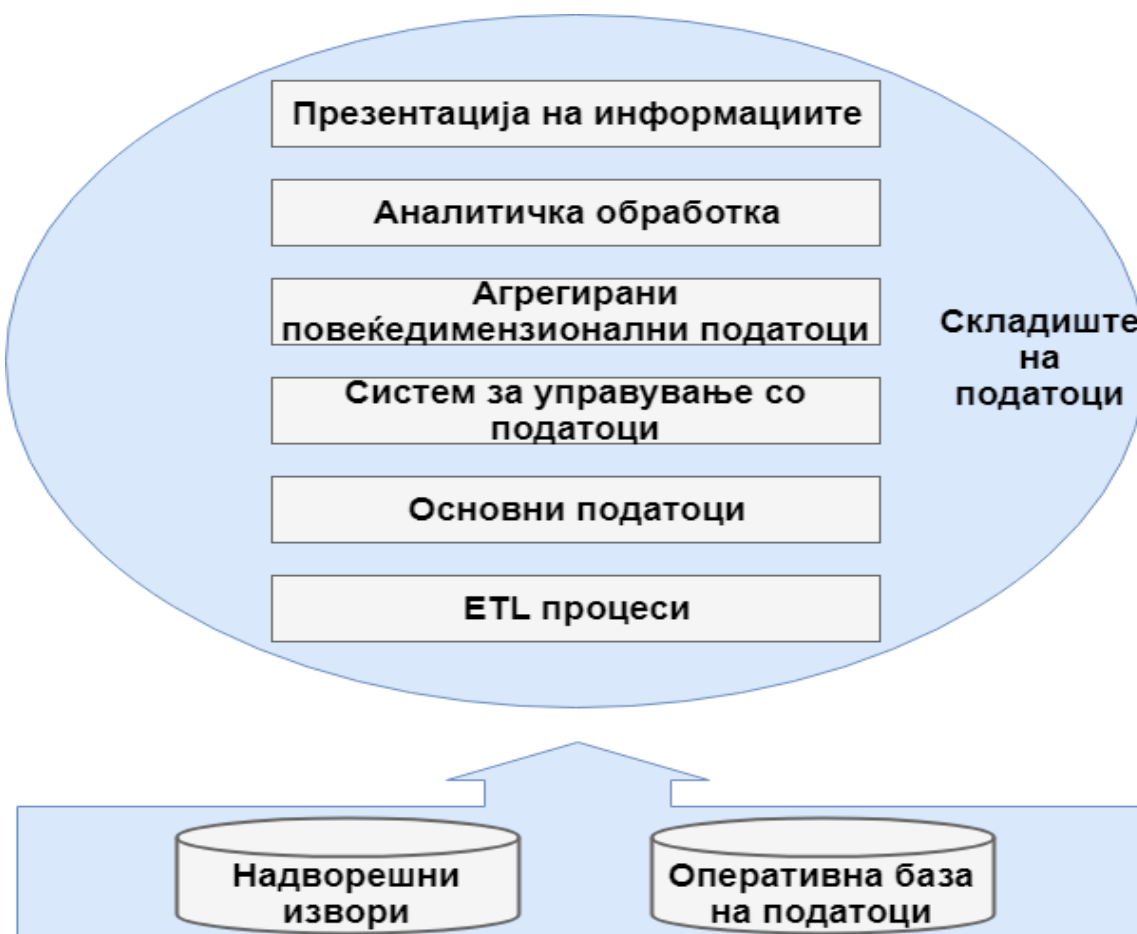 Презентација на информациите
Аналитичка обработка
Агрегирани
повеќедимензионални податоци
Систем за управување со
податоци
Основни податоци
ETL процеси
Складиште
на
податоци
Надворешни
извори
Оперативна база
на податоци